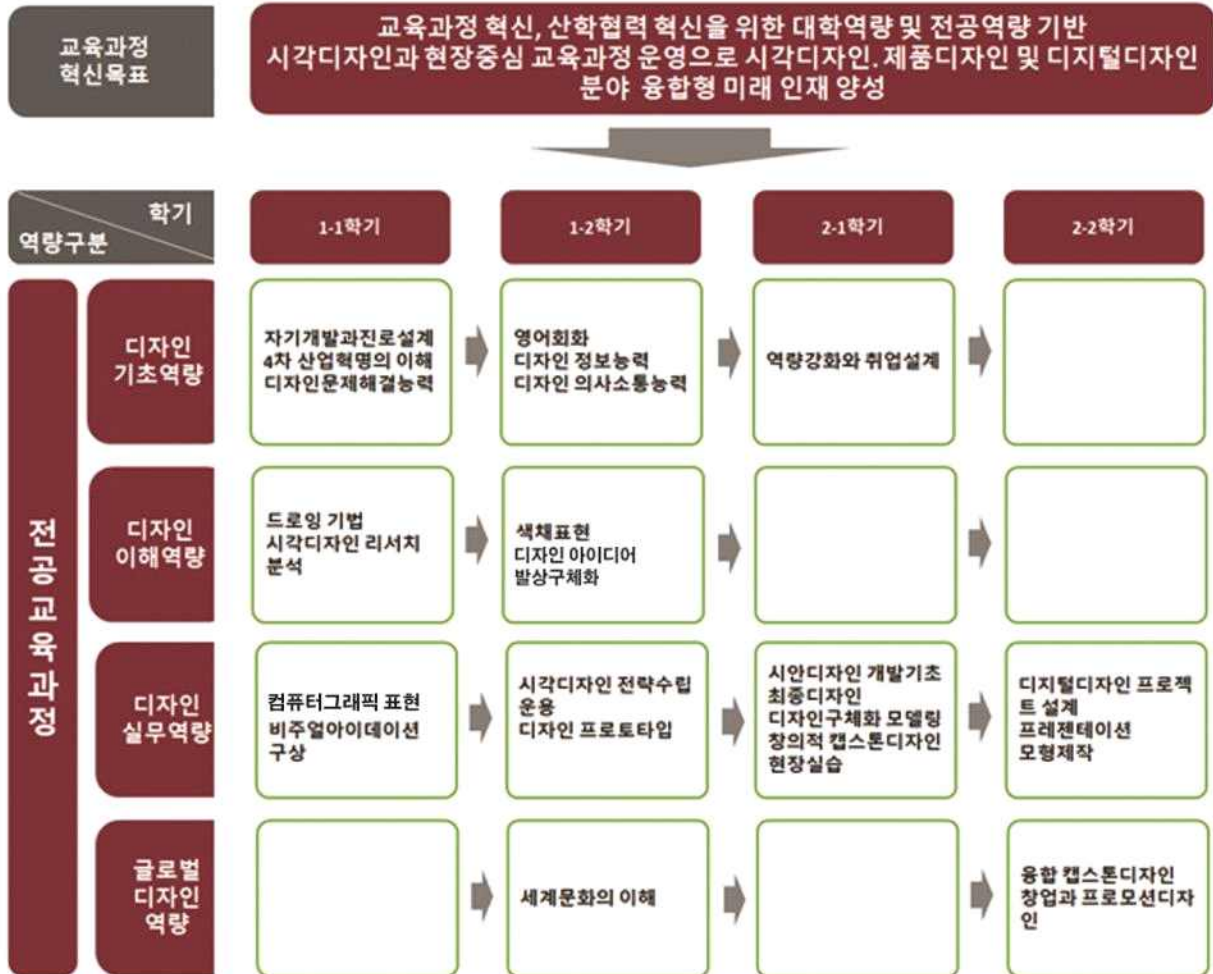 교육과정
혁신목표
교육과정 혁신, 산학협력 혁신을 위한 대학역량 및 전공역량 기반
시각디자인과 현장중심 교육과정 운영으로 시각디자인. 제품디자인 및 디지털디자인
분야 융합형 미래 인재 양성
학기
역량구분
1-1학기
1-2학기
2-1학기
2-2학기
전공교육과정
디자인
기초역량
자기개발과진로설계
4차 산업혁명의 이해
디자인문제해결능력
영어회화
디자인 정보능력
디자인 의사소통능력
역량강화와 취업설계
디자인
이해역량
드로잉 기법
시각디자인 리서치
분석
색채표현
디자인 아이디어
발상구체화
디자인
실무역량
컴퓨터그래픽 표현
비주얼아이데이션
구상
시각디자인 전략수립
운용
디자인 프로토타입
시안디자인 개발기초
최종디자인
디자인구체화 모델링
창의적 캡스톤디자인
현장실습
디지털디자인 프로젝
트 설계
프레젠테이션
모형제작
글로벌
디자인
역량
세계문화의 이해
융합 캡스톤디자인
창업과 프로모션디자
인